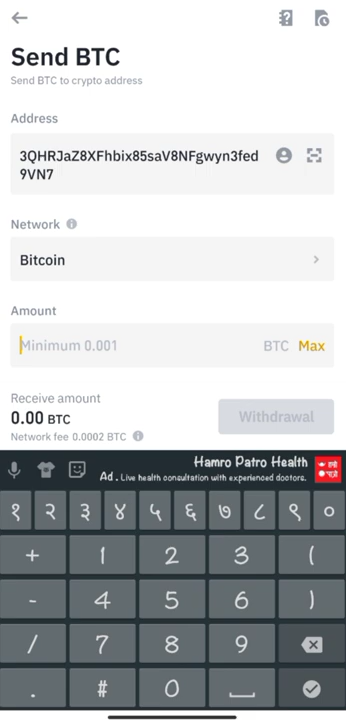 Send BTC
Send BTC to crypto address
Address
3QHRJaZ8XFhbix85saV8NFgwyn3fed
9VN7
Network
Bitcoin
Amount
Minimum 0.001 BTC Max
Receive amount
0.00 BTC
Withdrawal
Network fee 0.0002 BTC
Hamro Patro Health
Ad. Live health consultation with experienced doctors.
१ २ ३ ४ ५ ६ ७ ८ ९ ०
+ 1 2 3 (
- 4 5 6 )
/ 7 8 9
. # 0